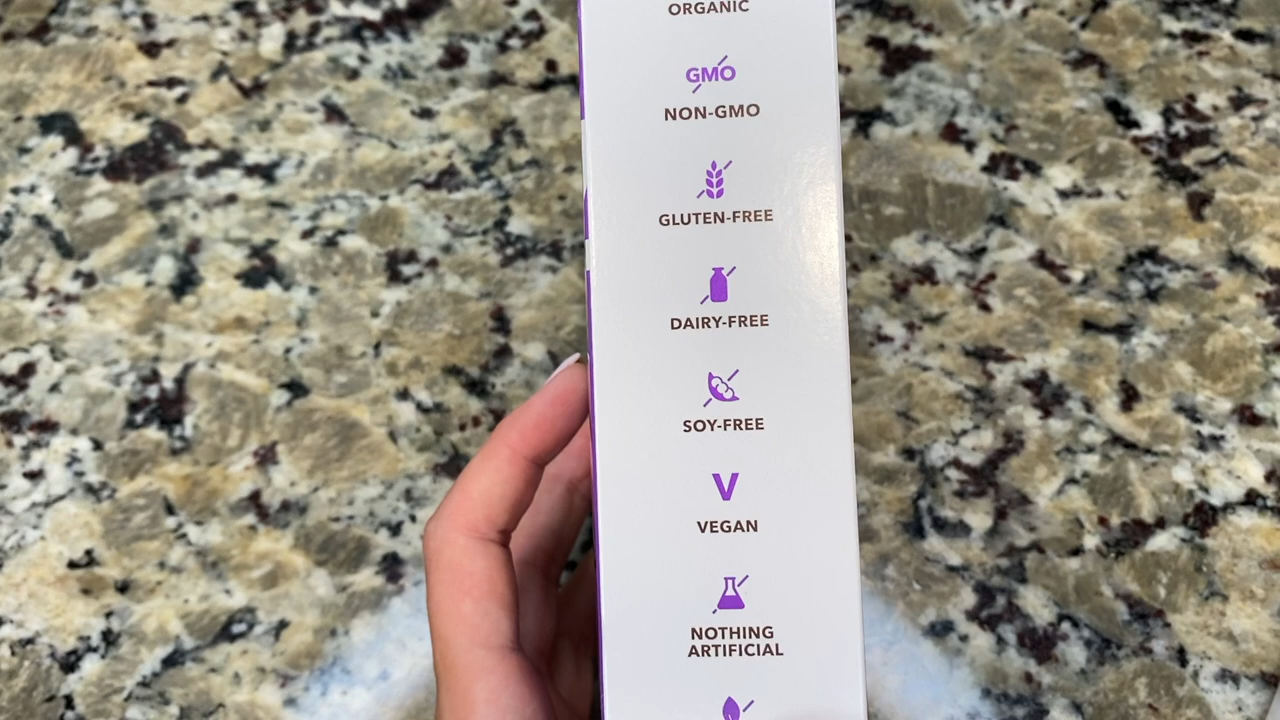 ORGANIC
GMO
NON-GMO
GLUTEN-FREE
DAIRY-FREE
SOY-FREE
V
VEGAN
NOTHING
ARTIFICIAL